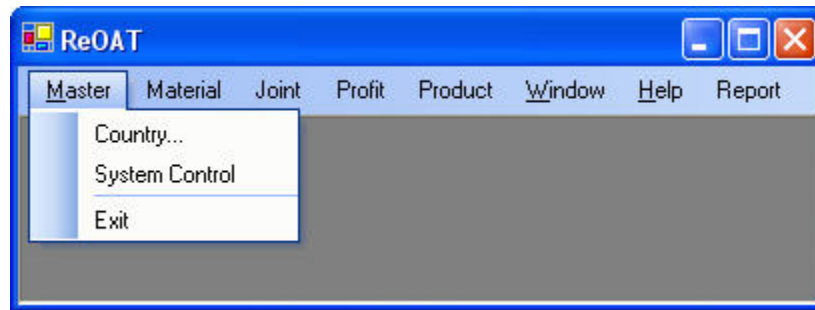 ReOAT
Master Material Joint Profit Product Window Help Report
Country...
System Control
Exit